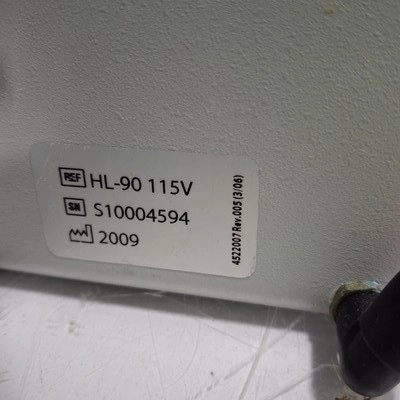 REF HL-90 115V
SN S10004594
2009
4522007 Rev.005 (3/06)